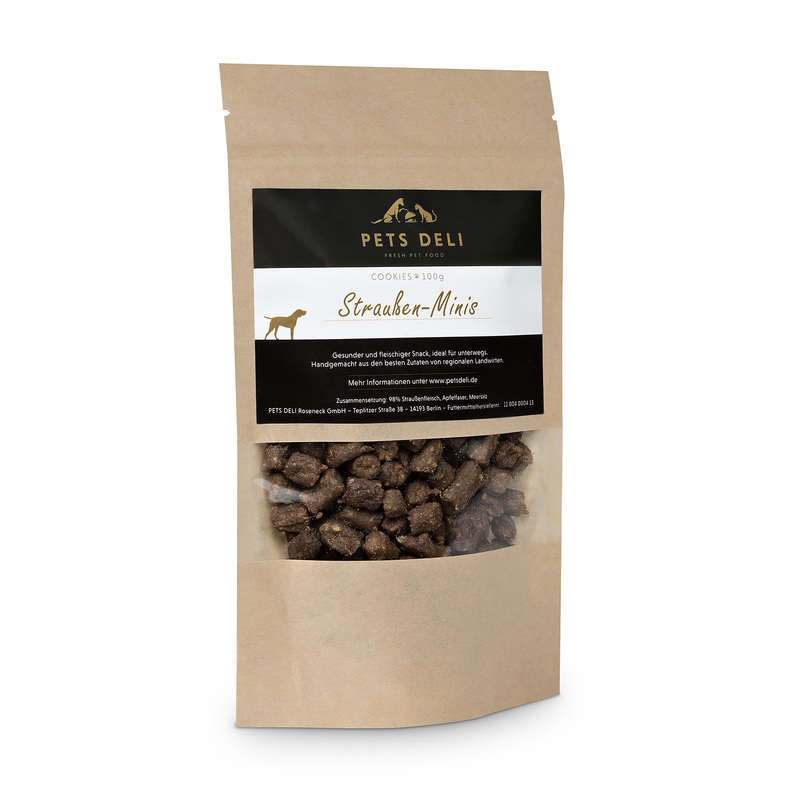 PETS DELI
FRESH PET FOOD
COOKIES 100g
Straußen-Minis
Gesunder und fleischiger Snack, ideal für unterwegs.
Handgemacht aus den besten Zutaten von regionalen Landwirten.
Mehr Informationen unter www.petsdeli.de
Zusammensetzung: 98% Straußenfleisch, Apfelfaser, Meersalz
PETS DELI Roseneck GmbH – Teplitzer Straße 38 – 14193 Berlin – Futtermittelherstellernr.: 11 004 0004 13